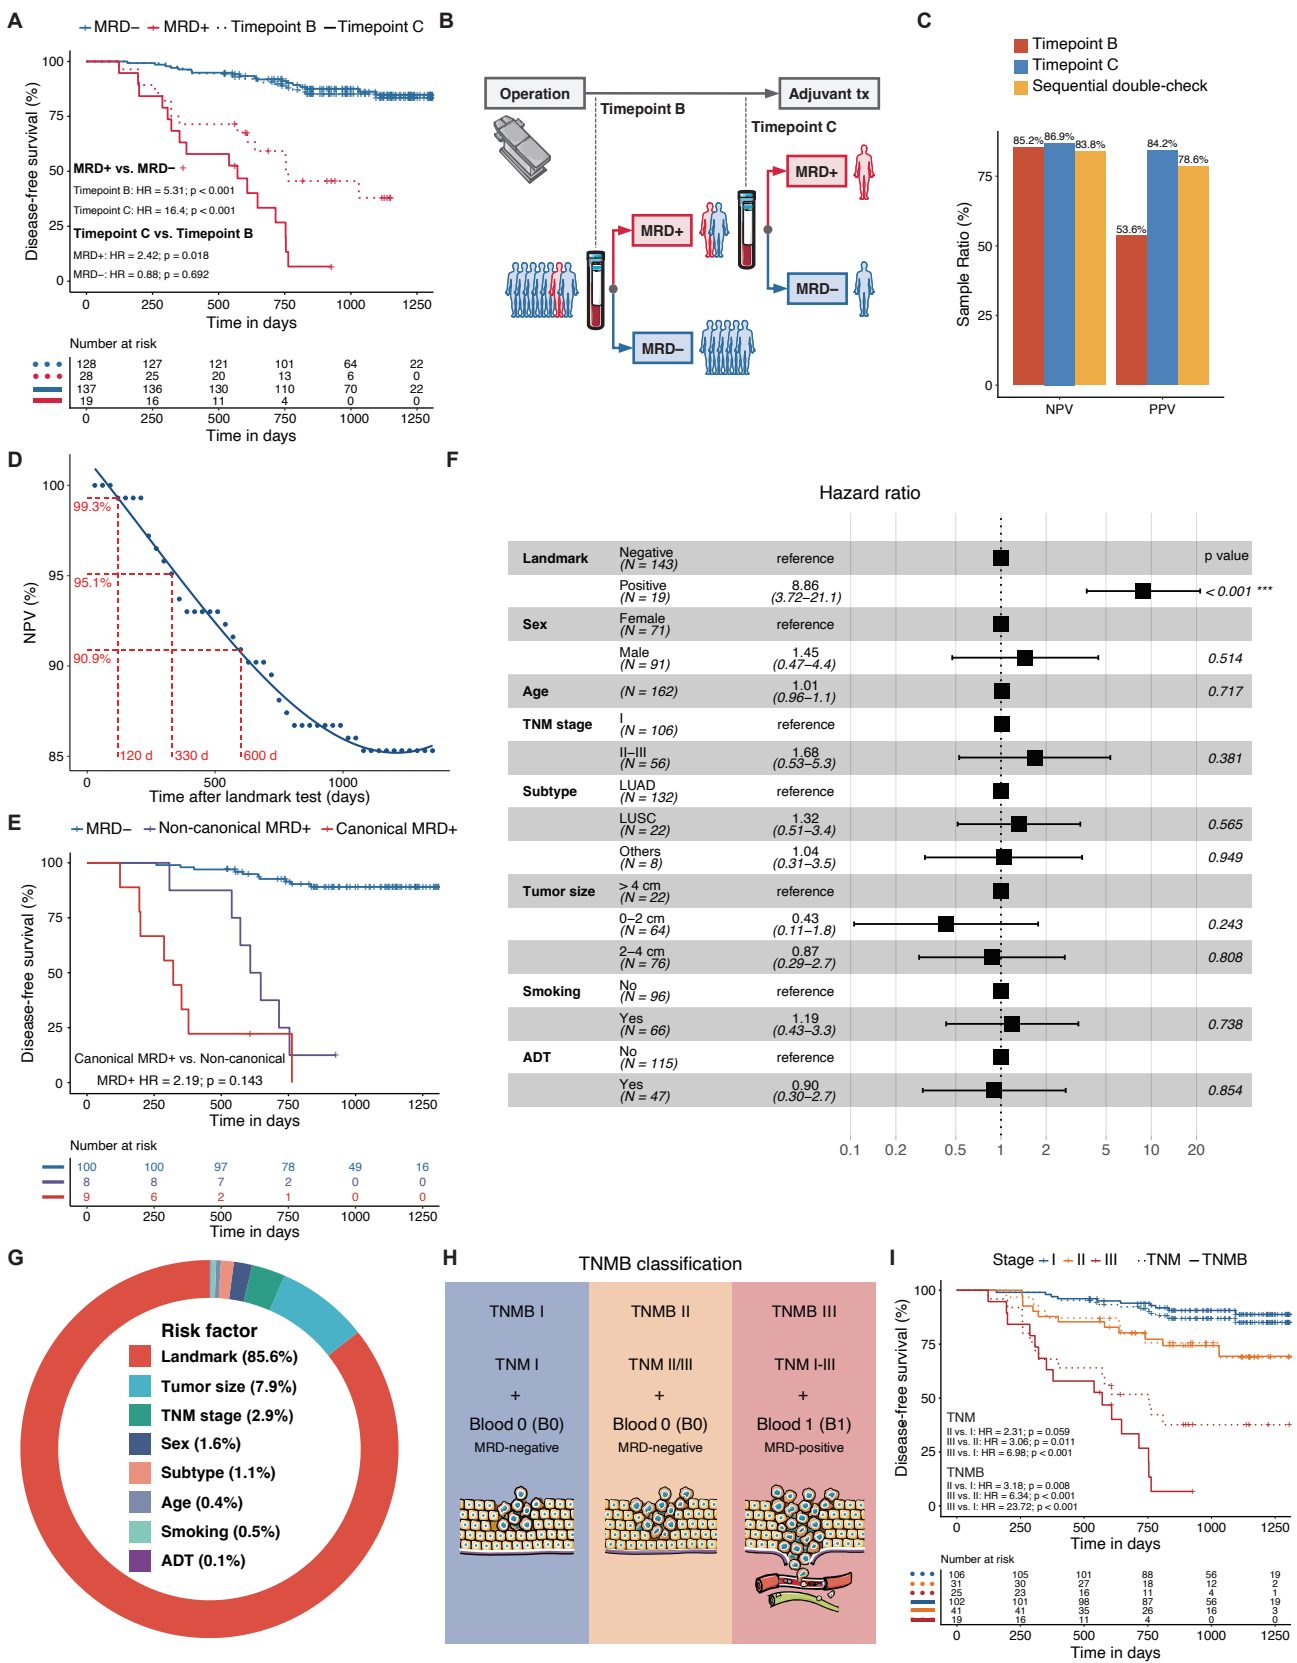 A
MRD– MRD+ Timepoint B Timepoint C
Disease-free survival (%)
100
75
50
25
0
MRD+ vs. MRD–
Timepoint B: HR = 5.31; p < 0.001
Timepoint C: HR = 16.4; p < 0.001
Timepoint C vs. Timepoint B
MRD+: HR = 2.42; p = 0.018
MRD–: HR = 0.88; p = 0.692
0 250 500 750 1000 1250
Time in days
Number at risk
128 127 121 101 64 22
28 25 20 13 6 0
137 136 130 110 70 22
19 16 11 4 0 0
0 250 500 750 1000 1250
Time in days
B
Operation
Adjuvant tx
Timepoint B
Timepoint C
MRD+
MRD+
MRD–
MRD–
C
Timepoint B
Timepoint C
Sequential double-check
Sample Ratio (%)
75
50
25
0
85.2% 86.9% 83.8%
53.6% 84.2% 78.6%
NPV PPV
D
NPV (%)
100
95
90
85
99.3%
95.1%
90.9%
120 d 330 d 600 d
0 500 1000
Time after landmark test (days)
E
MRD– Non-canonical MRD+ Canonical MRD+
Disease-free survival (%)
100
75
50
25
0
Canonical MRD+ vs. Non-canonical
MRD+ HR = 2.19; p = 0.143
0 250 500 750 1000 1250
Time in days
Number at risk
100 100 97 78 49 16
8 8 7 2 0 0
9 6 2 1 0 0
0 250 500 750 1000 1250
Time in days
F
Hazard ratio
p value
Landmark Negative (N = 143) reference
Positive (N = 19) 8.86 (3.72–21.1) < 0.001 ***
Sex Female (N = 71) reference
Male (N = 91) 1.45 (0.47–4.4) 0.514
Age (N = 162) 1.01 (0.96–1.1) 0.717
TNM stage I (N = 106) reference
II–III (N = 56) 1.68 (0.53–5.3) 0.381
Subtype LUAD (N = 132) reference
LUSC (N = 22) 1.32 (0.51–3.4) 0.565
Others (N = 8) 1.04 (0.31–3.5) 0.949
Tumor size > 4 cm (N = 22) reference
0–2 cm (N = 64) 0.43 (0.11–1.8) 0.243
2–4 cm (N = 76) 0.87 (0.29–2.7) 0.808
Smoking No (N = 96) reference
Yes (N = 66) 1.19 (0.43–3.3) 0.738
ADT No (N = 115) reference
Yes (N = 47) 0.90 (0.30–2.7) 0.854
0.1 0.2 0.5 1 2 5 10 20
G
Risk factor
Landmark (85.6%)
Tumor size (7.9%)
TNM stage (2.9%)
Sex (1.6%)
Subtype (1.1%)
Age (0.4%)
Smoking (0.5%)
ADT (0.1%)
H
TNMB classification
TNMB I
TNM I
+
Blood 0 (B0)
MRD-negative
TNMB II
TNM II/III
+
Blood 0 (B0)
MRD-negative
TNMB III
TNM I-III
+
Blood 1 (B1)
MRD-positive
I
Stage I II III TNM TNMB
Disease-free survival (%)
100
75
50
25
0
TNM
II vs. I: HR = 2.31; p = 0.059
III vs. II: HR = 3.06; p = 0.011
III vs. I: HR = 6.98; p < 0.001
TNMB
II vs. I: HR = 3.18; p = 0.008
III vs. II: HR = 6.34; p < 0.001
III vs. I: HR = 23.72; p < 0.001
0 250 500 750 1000 1250
Time in days
Number at risk
106 105 101 88 56 19
31 30 27 18 12 2
25 23 16 11 4 1
102 101 98 87 56 19
41 41 35 26 16 3
19 16 11 4 0 0
0 250 500 750 1000 1250
Time in days